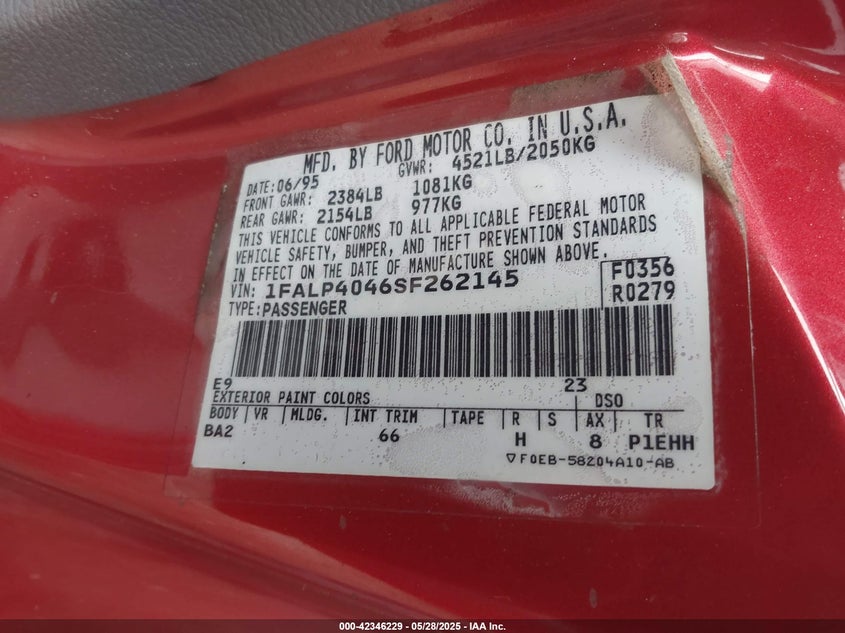 MFD. BY FORD MOTOR CO. IN U.S.A.
DATE: 06/95 GVWR: 4521LB/2050KG
FRONT GAWR: 2384LB 1081KG
REAR GAWR: 2154LB 977KG
THIS VEHICLE CONFORMS TO ALL APPLICABLE FEDERAL MOTOR
VEHICLE SAFETY, BUMPER, AND THEFT PREVENTION STANDARDS
IN EFFECT ON THE DATE OF MANUFACTURE SHOWN ABOVE.
VIN: 1FALP4046SF262145 F0356
TYPE: PASSENGER R0279
E9 23
EXTERIOR PAINT COLORS DSO
BODY VR MLDG. INT TRIM TAPE R S AX TR
BA2 66 H 8 P1EHH
▽F0EB-58204A10-AB
000-42346229 - 05/28/2025 - IAA Inc.